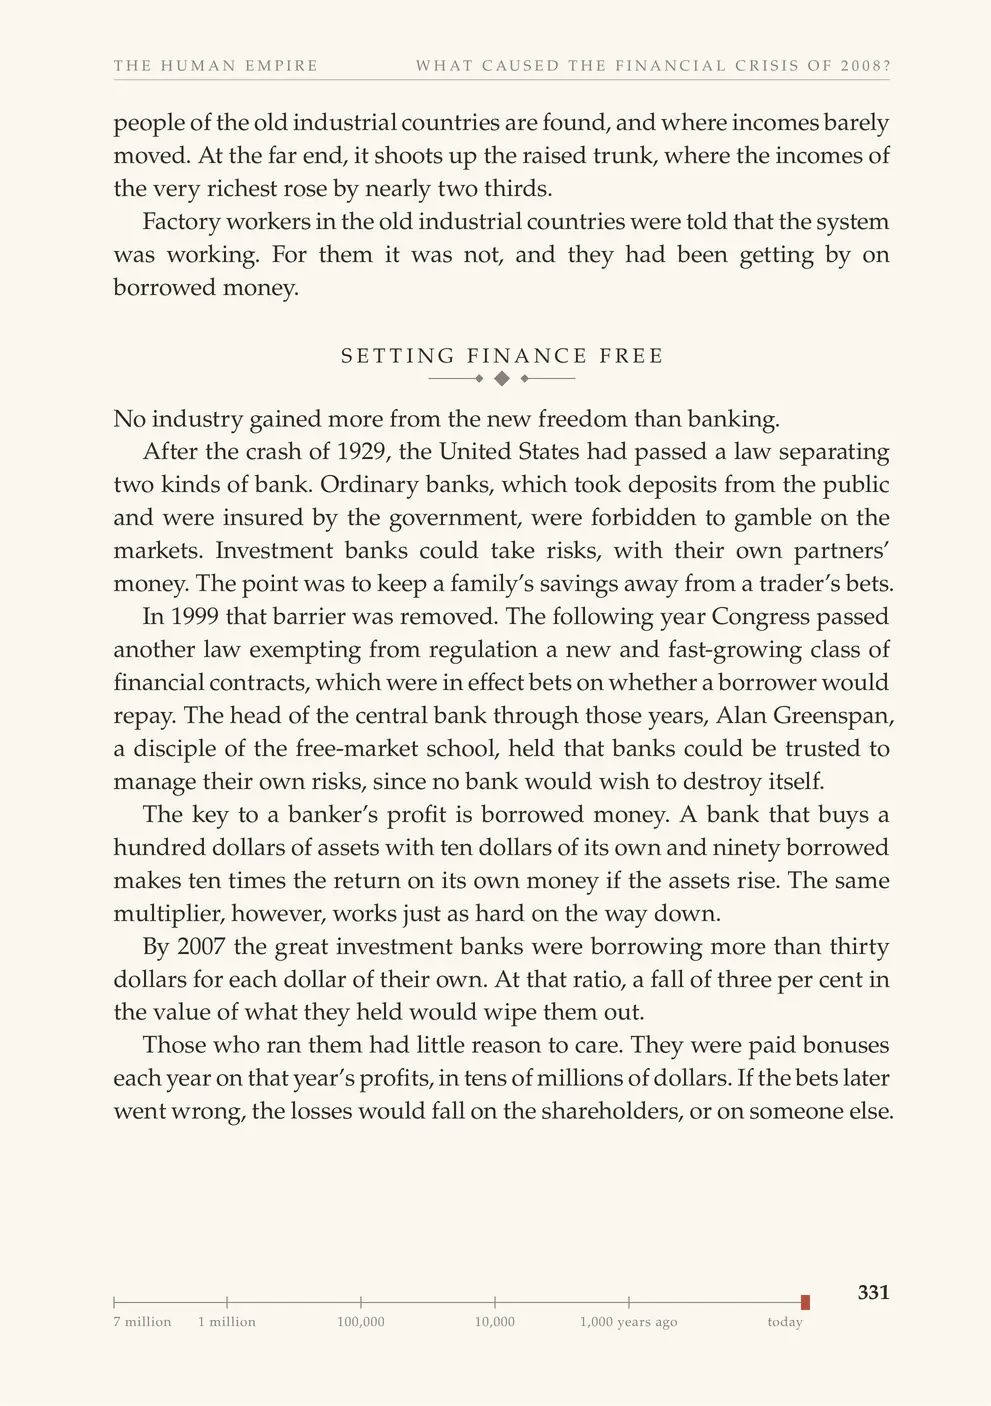 THE HUMAN EMPIRE WHAT CAUSED THE FINANCIAL CRISIS OF 2008?
people of the old industrial countries are found, and where incomes barely
moved. At the far end, it shoots up the raised trunk, where the incomes of
the very richest rose by nearly two thirds.
Factory workers in the old industrial countries were told that the system
was working. For them it was not, and they had been getting by on
borrowed money.
SETTING FINANCE FREE
No industry gained more from the new freedom than banking.
After the crash of 1929, the United States had passed a law separating
two kinds of bank. Ordinary banks, which took deposits from the public
and were insured by the government, were forbidden to gamble on the
markets. Investment banks could take risks, with their own partners’
money. The point was to keep a family’s savings away from a trader’s bets.
In 1999 that barrier was removed. The following year Congress passed
another law exempting from regulation a new and fast-growing class of
financial contracts, which were in effect bets on whether a borrower would
repay. The head of the central bank through those years, Alan Greenspan,
a disciple of the free-market school, held that banks could be trusted to
manage their own risks, since no bank would wish to destroy itself.
The key to a banker’s profit is borrowed money. A bank that buys a
hundred dollars of assets with ten dollars of its own and ninety borrowed
makes ten times the return on its own money if the assets rise. The same
multiplier, however, works just as hard on the way down.
By 2007 the great investment banks were borrowing more than thirty
dollars for each dollar of their own. At that ratio, a fall of three per cent in
the value of what they held would wipe them out.
Those who ran them had little reason to care. They were paid bonuses
each year on that year’s profits, in tens of millions of dollars. If the bets later
went wrong, the losses would fall on the shareholders, or on someone else.
331
7 million 1 million 100,000 10,000 1,000 years ago today